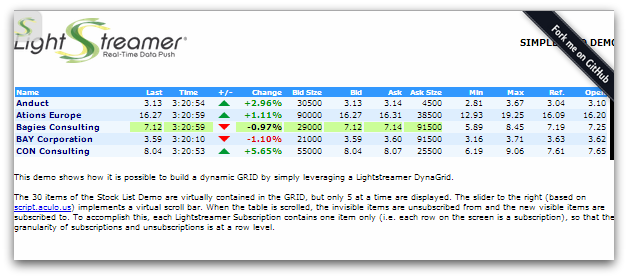 LightStreamer®
Real-Time Data Push
Fork me on GitHub
Name Last Time +/- Change Bid Size Bid Ask Ask Size Min Max Ref. Open
Anduct 3.13 3:20:54 +2.96% 30500 3.13 3.14 4500 2.81 3.67 3.04 3.10
Ations Europe 16.27 3:20:59 +1.11% 90000 16.27 16.31 38500 12.93 19.25 16.09 16.20
Bagies Consulting 7.12 3:20:59 -0.97% 29000 7.12 7.14 91500 5.89 8.45 7.19 7.25
BAY Corporation 3.59 3:20:10 -1.10% 21000 3.59 3.60 91500 3.16 3.71 3.63 3.62
CON Consulting 8.04 3:20:53 +5.65% 55000 8.04 8.07 25500 6.19 9.06 7.61 7.65
This demo shows how it is possible to build a dynamic GRID by simply leveraging a Lightstreamer DynaGrid.
The 30 items of the Stock List Demo are virtually contained in the GRID, but only 5 at a time are displayed. The slider to the right (based on
script.aculo.us) implements a virtual scroll bar. When the table is scrolled, the invisible items are unsubscribed from and the new visible items are
subscribed to. To accomplish this, each Lightstreamer Subscription contains one item only (i.e. each row on the screen is a subscription), so that the
granularity of subscriptions and unsubscriptions is at a row level.